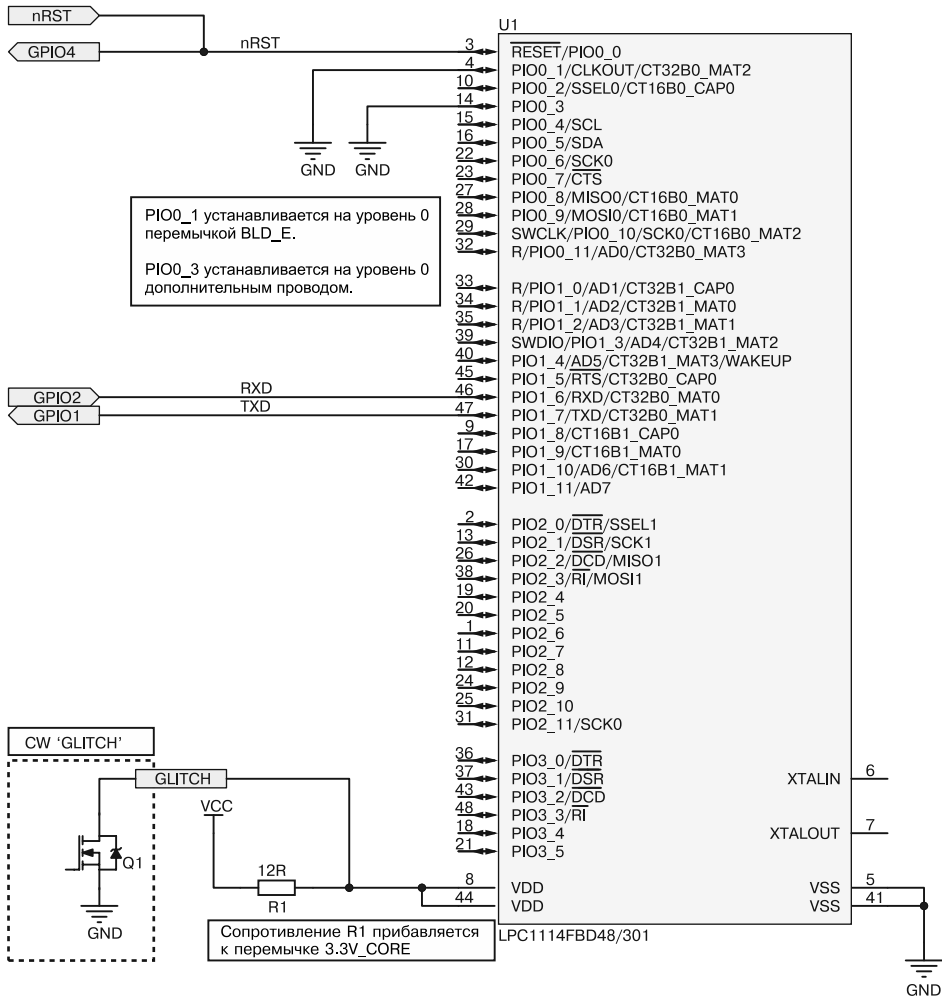 nRST
U1
GPIO4
nRST
3
RESET/PIO0_0
4
PIO0_1/CLKOUT/CT32B0_MAT2
10
PIO0_2/SSEL0/CT16B0_CAP0
14
PIO0_3
15
PIO0_4/SCL
16
PIO0_5/SDA
22
PIO0_6/SCK0
23
PIO0_7/CTS
27
PIO0_8/MISO0/CT16B0_MAT0
28
PIO0_9/MOSI0/CT16B0_MAT1
29
SWCLK/PIO0_10/SCK0/CT16B0_MAT2
32
R/PIO0_11/AD0/CT32B0_MAT3
GND
GND
PIO0_1 устанавливается на уровень 0
перемычкой BLD_E.
PIO0_3 устанавливается на уровень 0
дополнительным проводом.
33
R/PIO1_0/AD1/CT32B1_CAP0
34
R/PIO1_1/AD2/CT32B1_MAT0
35
R/PIO1_2/AD3/CT32B1_MAT1
39
SWDIO/PIO1_3/AD4/CT32B1_MAT2
40
PIO1_4/AD5/CT32B1_MAT3/WAKEUP
45
PIO1_5/RTS/CT32B0_CAP0
GPIO2
RXD
46
PIO1_6/RXD/CT32B0_MAT0
GPIO1
TXD
47
PIO1_7/TXD/CT32B0_MAT1
9
PIO1_8/CT16B1_CAP0
17
PIO1_9/CT16B1_MAT0
30
PIO1_10/AD6/CT16B1_MAT1
42
PIO1_11/AD7
2
PIO2_0/DTR/SSEL1
13
PIO2_1/DSR/SCK1
26
PIO2_2/DCD/MISO1
38
PIO2_3/RI/MOSI1
19
PIO2_4
20
PIO2_5
1
PIO2_6
11
PIO2_7
12
PIO2_8
24
PIO2_9
25
PIO2_10
31
PIO2_11/SCK0
36
PIO3_0/DTR
37
PIO3_1/DSR
43
PIO3_2/DCD
48
PIO3_3/RI
18
PIO3_4
21
PIO3_5
XTALIN
6
XTALOUT
7
CW 'GLITCH'
GLITCH
VCC
Q1
GND
12R
R1
8
VDD
44
VDD
VSS
5
VSS
41
Сопротивление R1 прибавляется
к перемычке 3.3V_CORE
LPC1114FBD48/301
GND